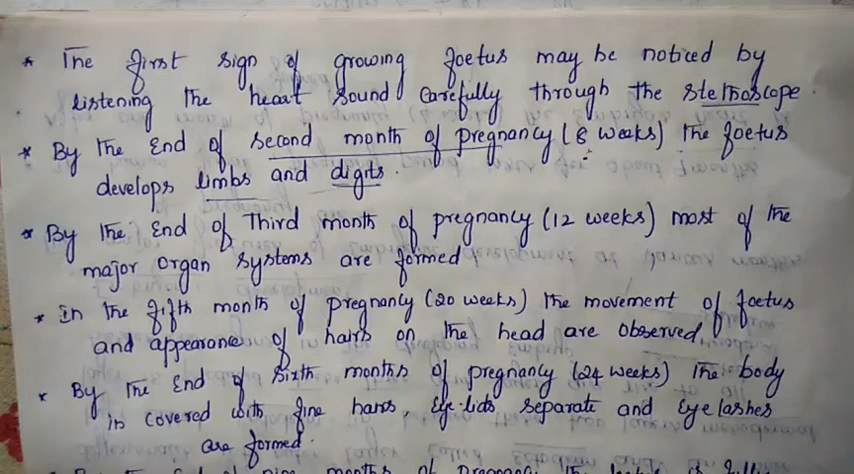 * The first sign of growing foetus may be noticed by
listening the heart sound carefully through the stethoscope.
* By the End of second month of pregnancy (8 weeks) the foetus
develops limbs and digits.
* By the End of Third month of pregnancy (12 weeks) most of the
major organ systems are formed
* In the fifth month of pregnancy (20 weeks) the movement of foetus
and appearance of hairs on the head are observed
* By the End of Sixth months of pregnancy (24 weeks) the body
in covered with fine hairs, Eye-lids separate and Eyelashes
are formed.
months of